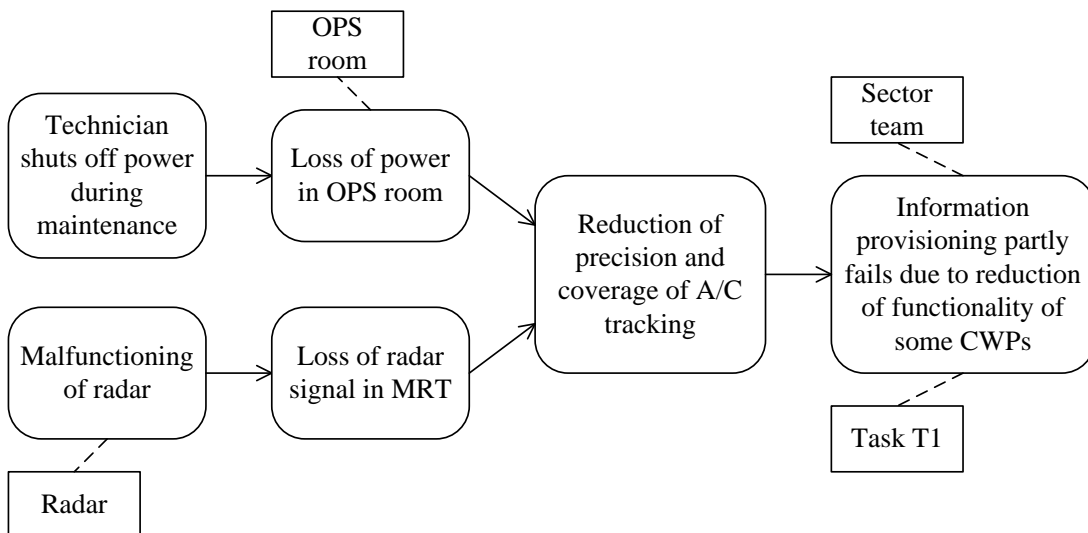 OPS
room
Technician
shuts off power
during
maintenance
Loss of power
in OPS room
Malfunctioning
of radar
Loss of radar
signal in MRT
Radar
Reduction of
precision and
coverage of A/C
tracking
Sector
team
Information
provisioning partly
fails due to reduction
of functionality of
some CWPs
Task T1